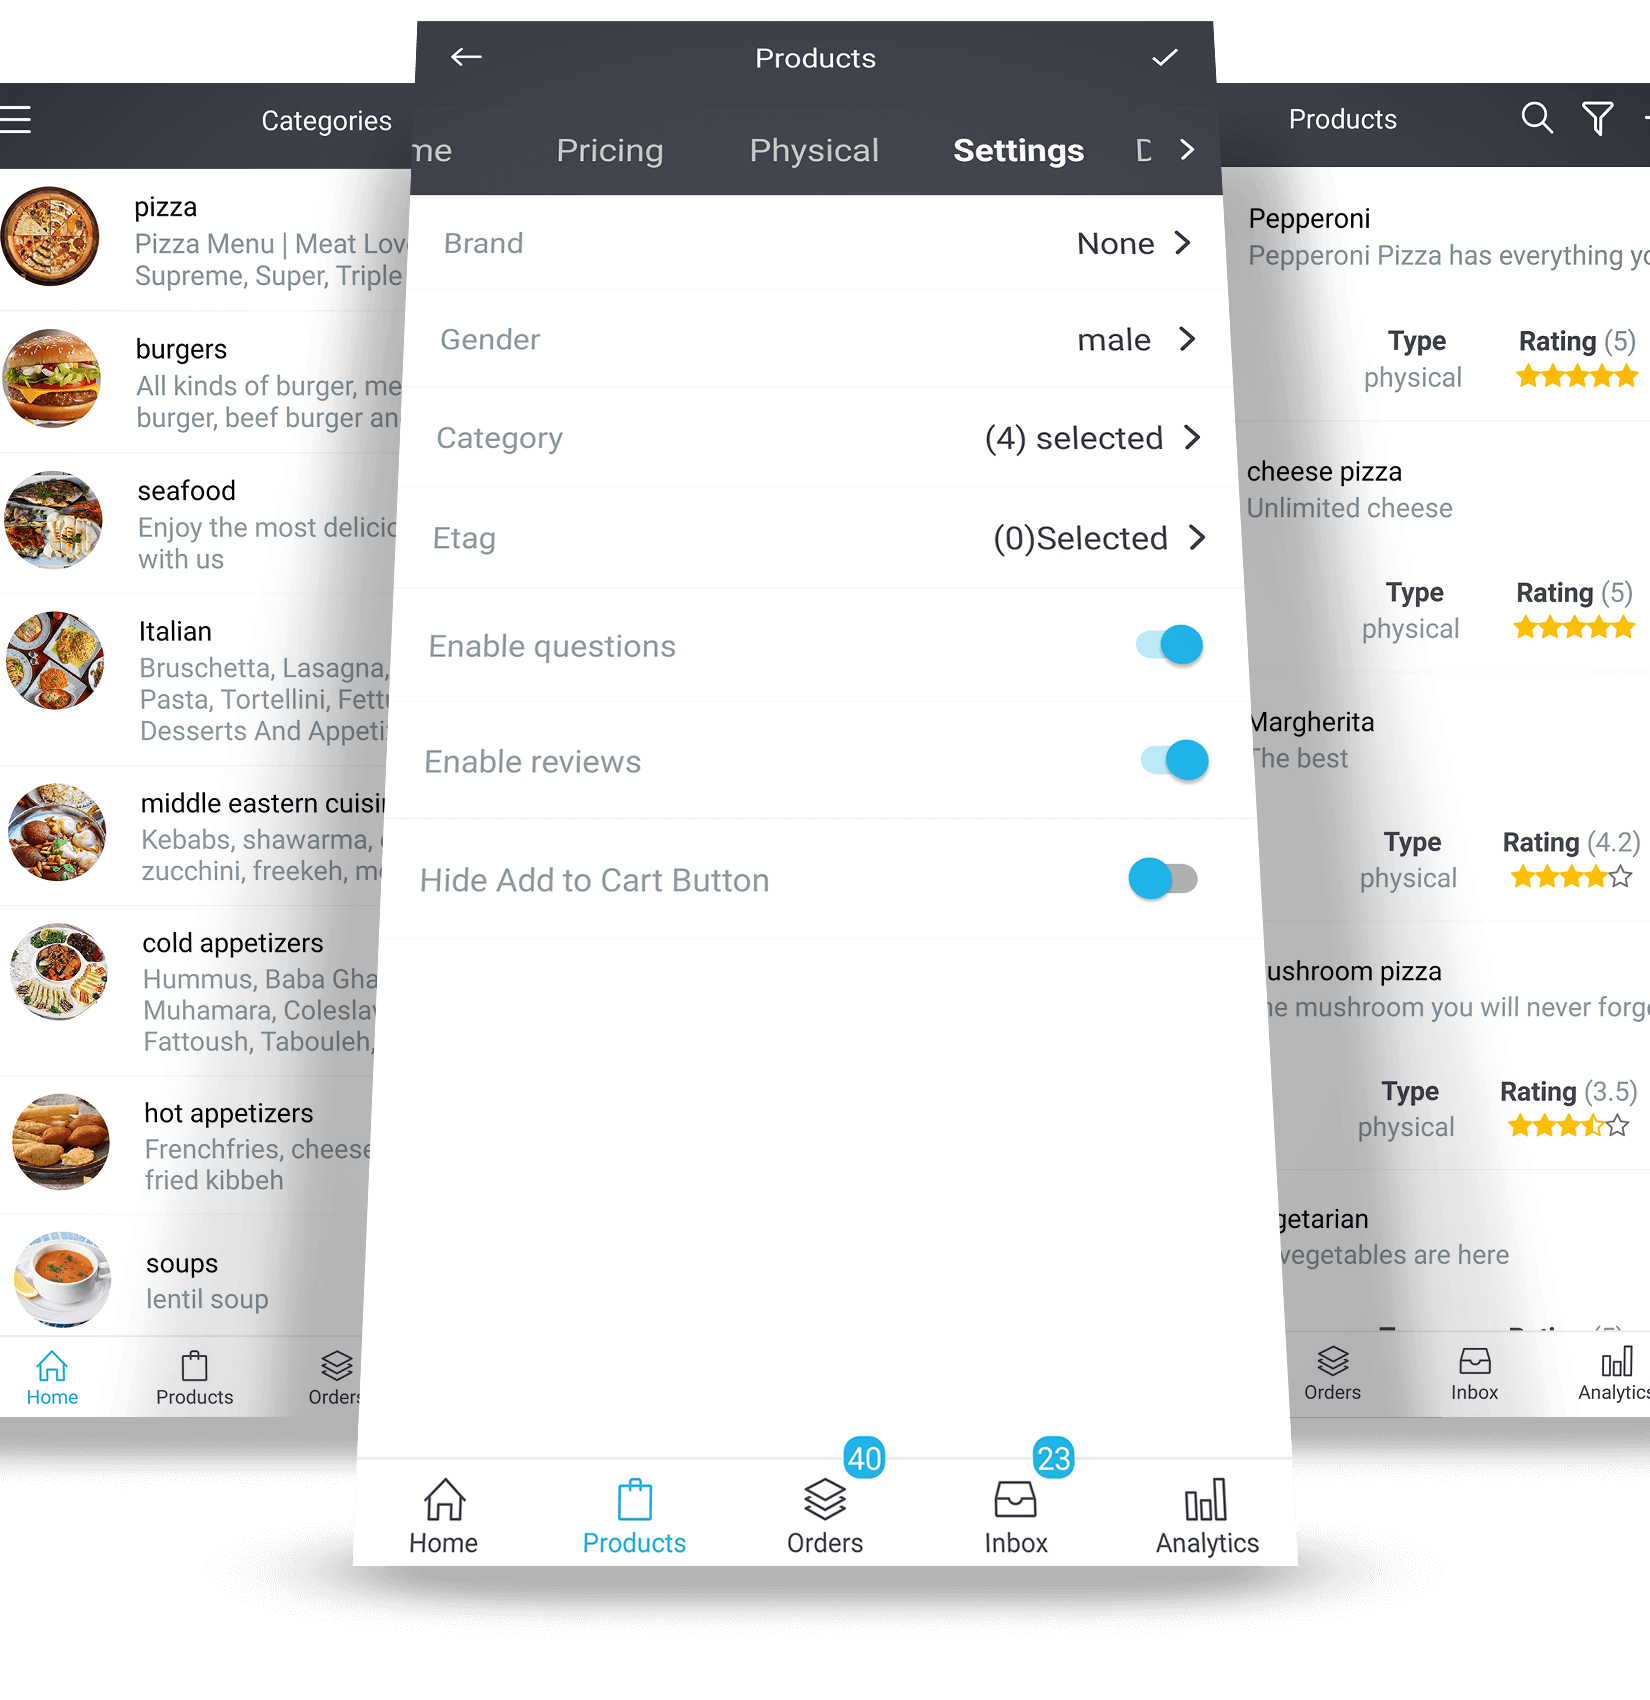 Categories
pizza
Pizza Menu | Meat Lov
Supreme, Super, Triple
burgers
All kinds of burger, me
burger, beef burger an
seafood
Enjoy the most delicio
with us
Italian
Bruschetta, Lasagna,
Pasta, Tortellini, Fettu
Desserts And Appeti
middle eastern cuisi
Kebabs, shawarma,
zucchini, freekeh, mo
cold appetizers
Hummus, Baba Gha
Muhamara, Coleslav
Fattoush, Tabouleh,
hot appetizers
Frenchfries, cheese
fried kibbeh
soups
lentil soup
Home
Products
Orders
Products
me
Pricing
Physical
Settings
D
Brand
None
Gender
male
Category
(4) selected
Etag
(0)Selected
Enable questions
Enable reviews
Hide Add to Cart Button
40
23
Home
Products
Orders
Inbox
Analytics
Products
Pepperoni
Pepperoni Pizza has everything yo
Type
Rating (5)
physical
cheese pizza
Unlimited cheese
Type
Rating (5)
physical
Margherita
The best
Type
Rating (4.2)
physical
ushroom pizza
he mushroom you will never forge
Type
Rating (3.5)
physical
getarian
vegetables are here
Orders
Inbox
Analytics